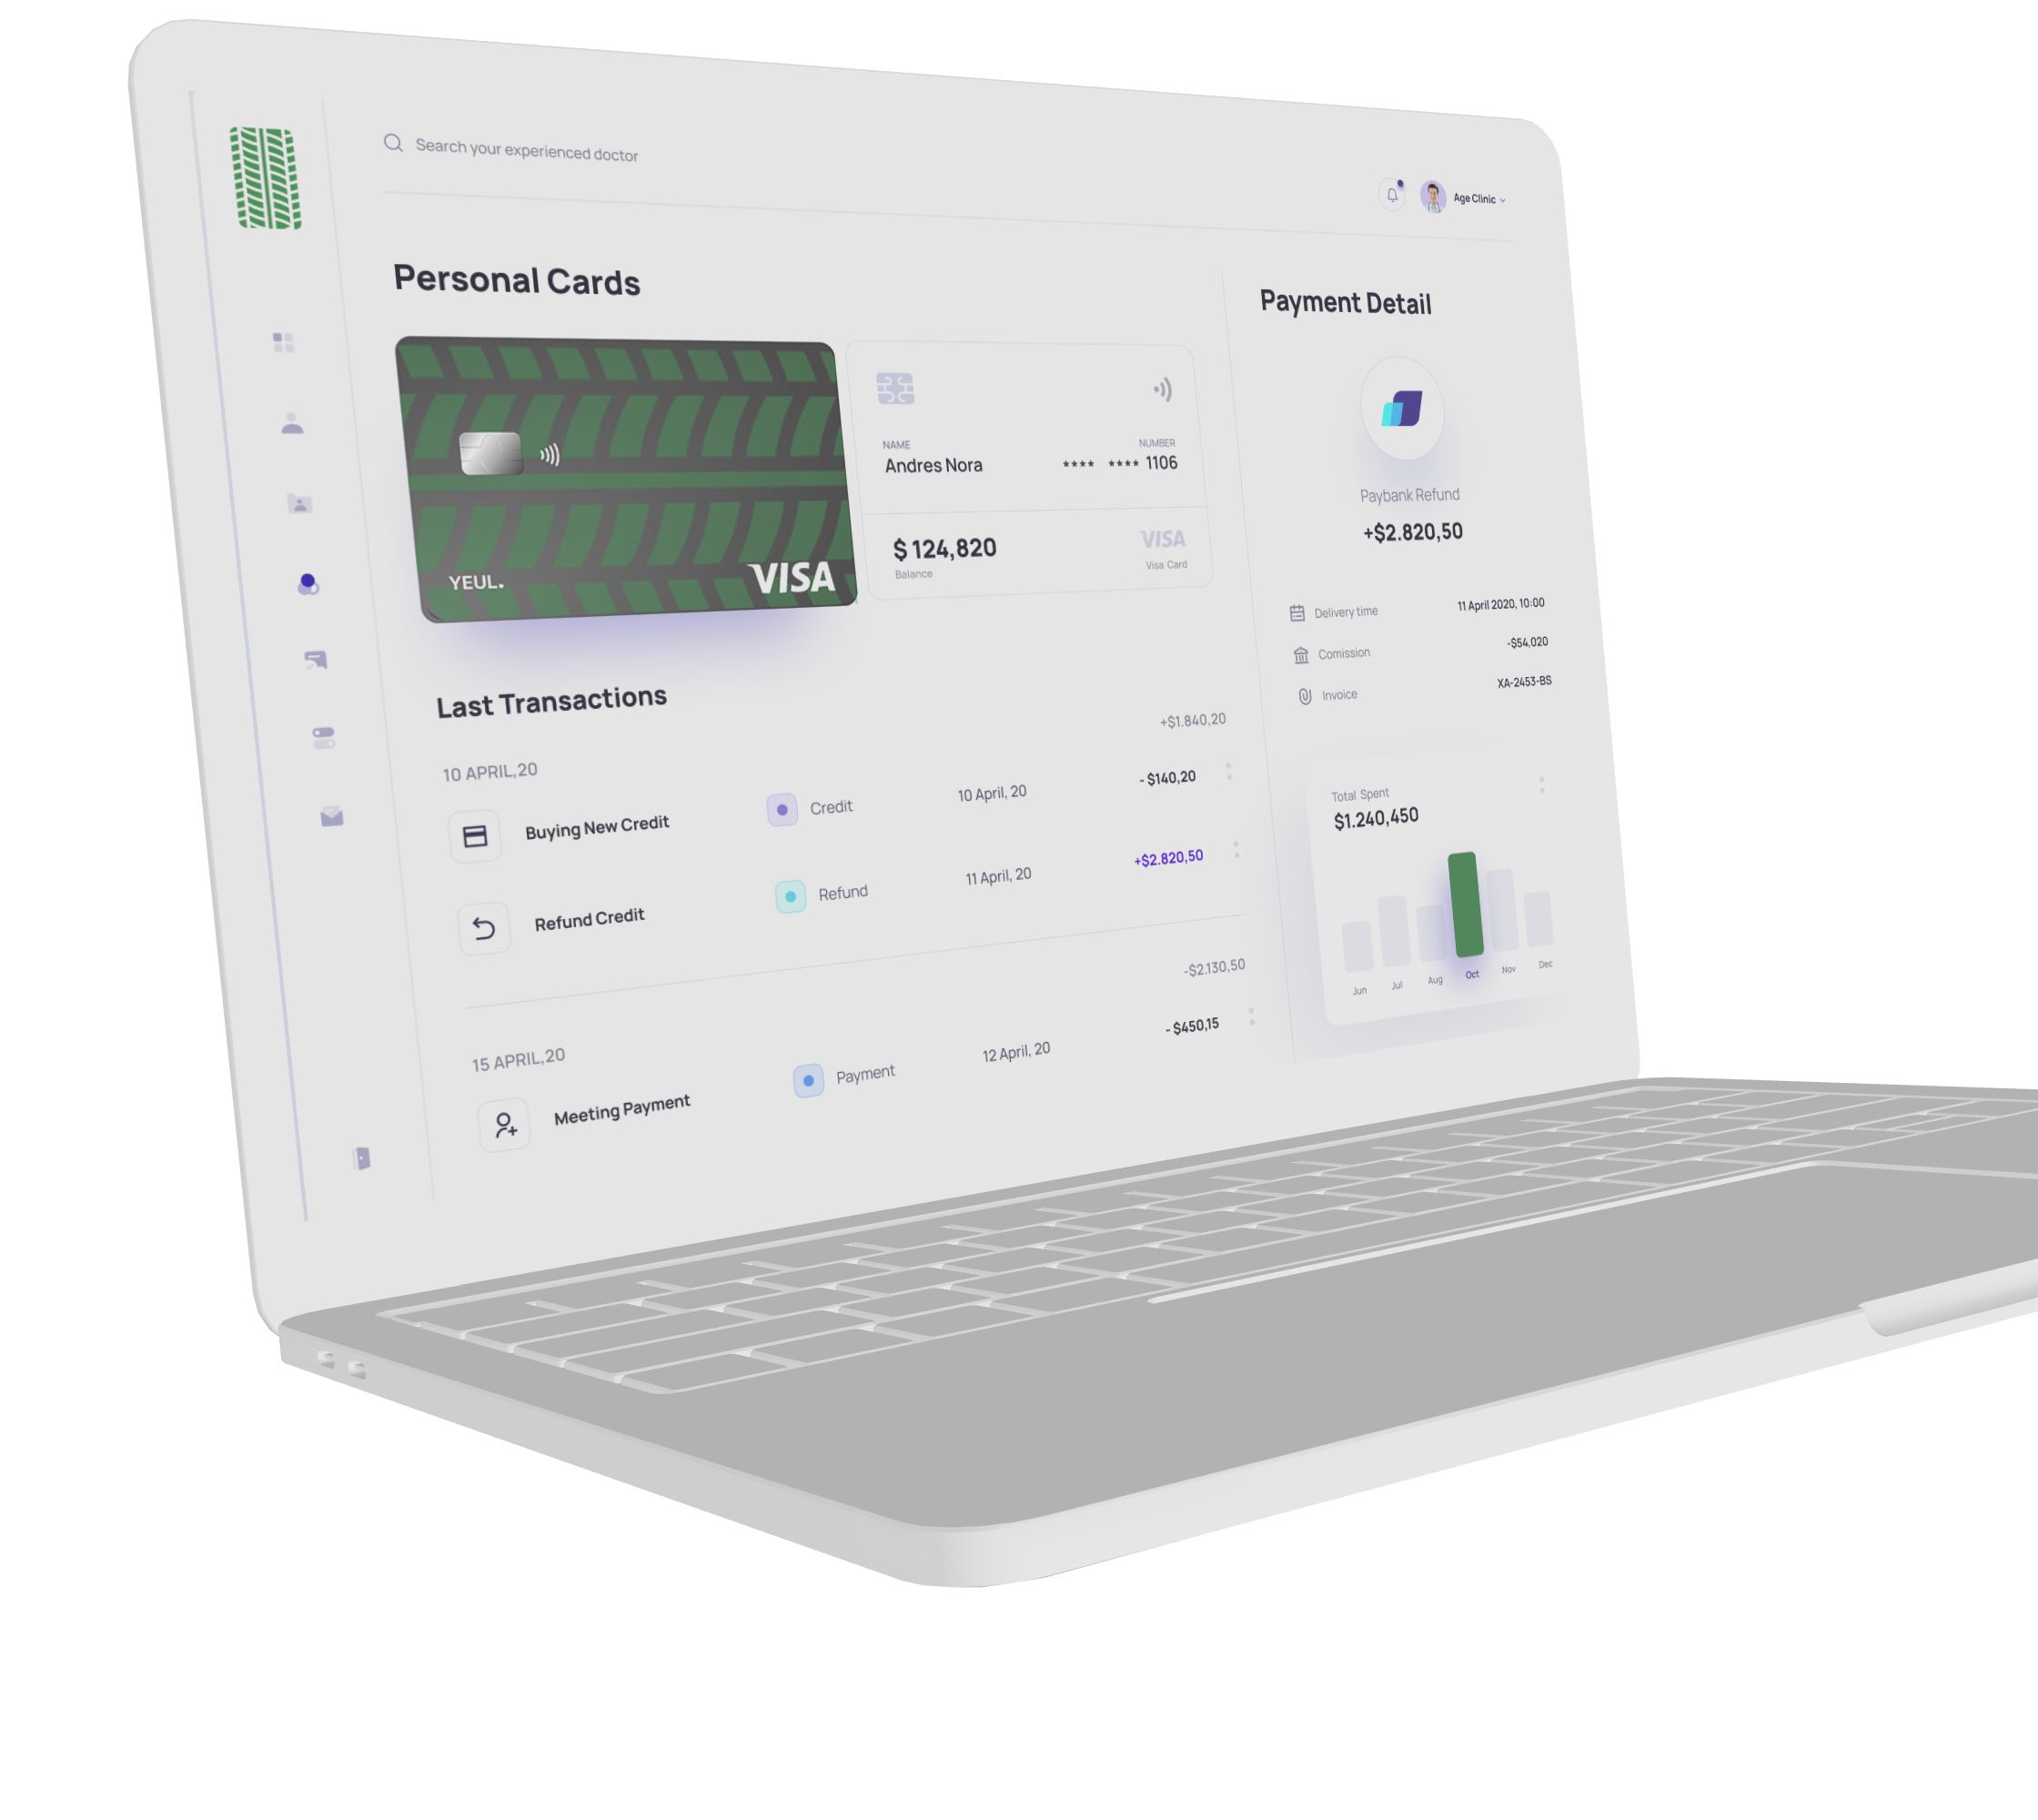 Search your experienced doctor
Age Clinic
Personal Cards
YEUL.
VISA
NAME
Andres Nora
NUMBER
**** **** 1106
$ 124,820
Balance
VISA
Visa Card
Last Transactions
+$1.840,20
10 APRIL,20
Buying New Credit
Credit
10 April, 20
- $140,20
Refund Credit
Refund
11 April, 20
+$2.820,50
-$2.130,50
15 APRIL,20
Meeting Payment
Payment
12 April, 20
- $450,15
Payment Detail
Paybank Refund
+$2.820,50
Delivery time
11 April 2020, 10:00
Comission
-$54,020
Invoice
XA-2453-BS
Total Spent
$1.240,450
Jun Jul Aug Oct Nov Dec